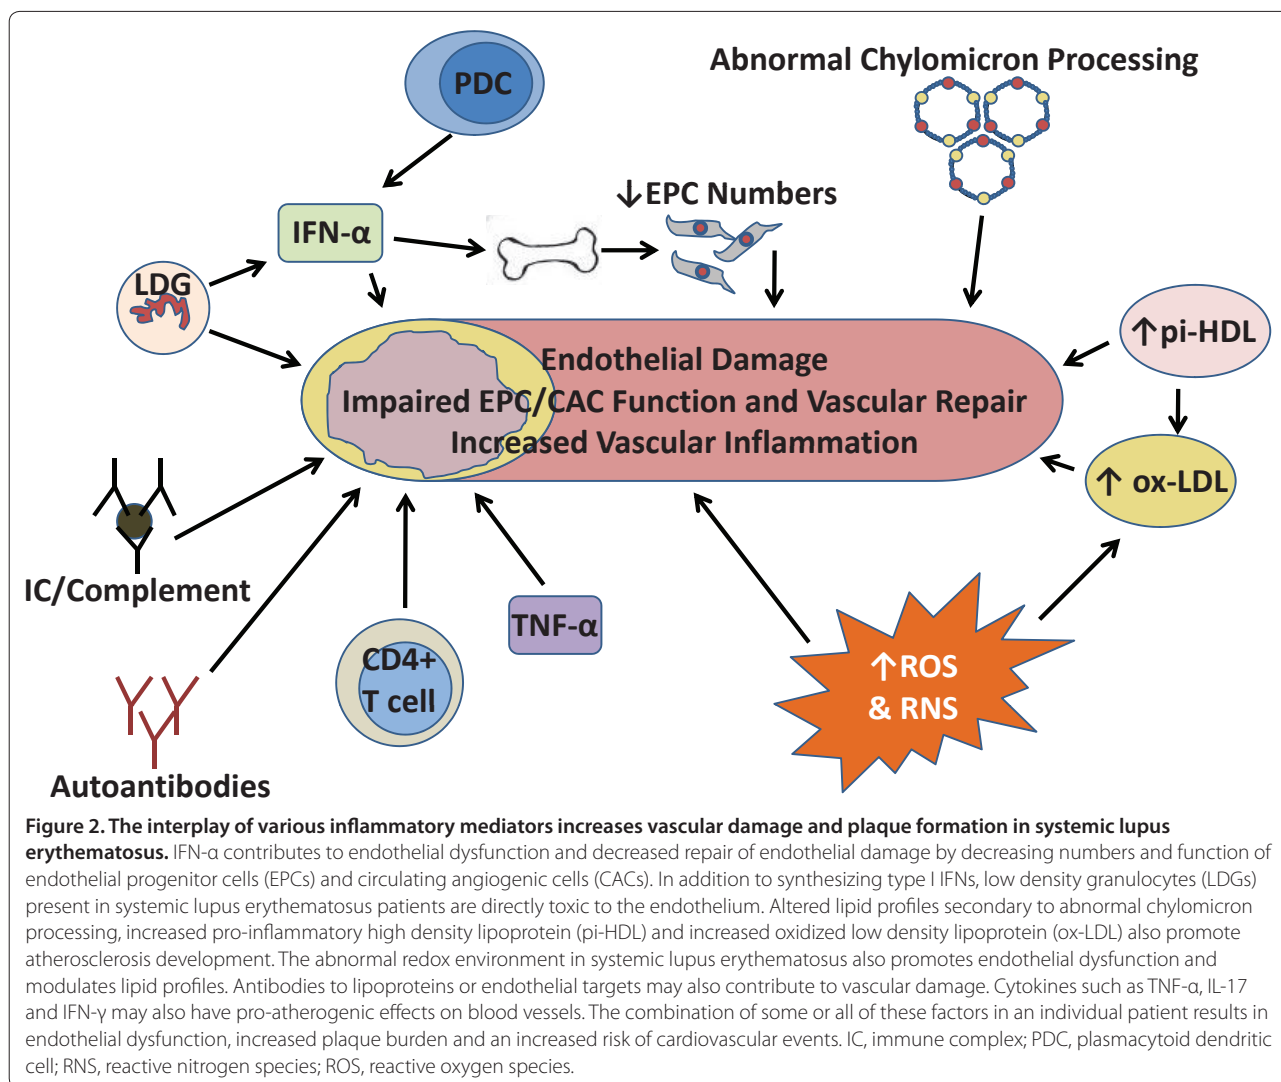 PDC
Abnormal Chylomicron Processing
↓EPC Numbers
IFN-α
LDG
↑pi-HDL
Endothelial Damage
Impaired EPC/CAC Function and Vascular Repair
Increased Vascular Inflammation
↑ ox-LDL
IC/Complement
TNF-α
CD4+
T cell
↑ROS
& RNS
Autoantibodies
Figure 2. The interplay of various inflammatory mediators increases vascular damage and plaque formation in systemic lupus
erythematosus. IFN-α contributes to endothelial dysfunction and decreased repair of endothelial damage by decreasing numbers and function of
endothelial progenitor cells (EPCs) and circulating angiogenic cells (CACs). In addition to synthesizing type I IFNs, low density granulocytes (LDGs)
present in systemic lupus erythematosus patients are directly toxic to the endothelium. Altered lipid profiles secondary to abnormal chylomicron
processing, increased pro-inflammatory high density lipoprotein (pi-HDL) and increased oxidized low density lipoprotein (ox-LDL) also promote
atherosclerosis development. The abnormal redox environment in systemic lupus erythematosus also promotes endothelial dysfunction and
modulates lipid profiles. Antibodies to lipoproteins or endothelial targets may also contribute to vascular damage. Cytokines such as TNF-α, IL-17
and IFN-γ may also have pro-atherogenic effects on blood vessels. The combination of some or all of these factors in an individual patient results in
endothelial dysfunction, increased plaque burden and an increased risk of cardiovascular events. IC, immune complex; PDC, plasmacytoid dendritic
cell; RNS, reactive nitrogen species; ROS, reactive oxygen species.